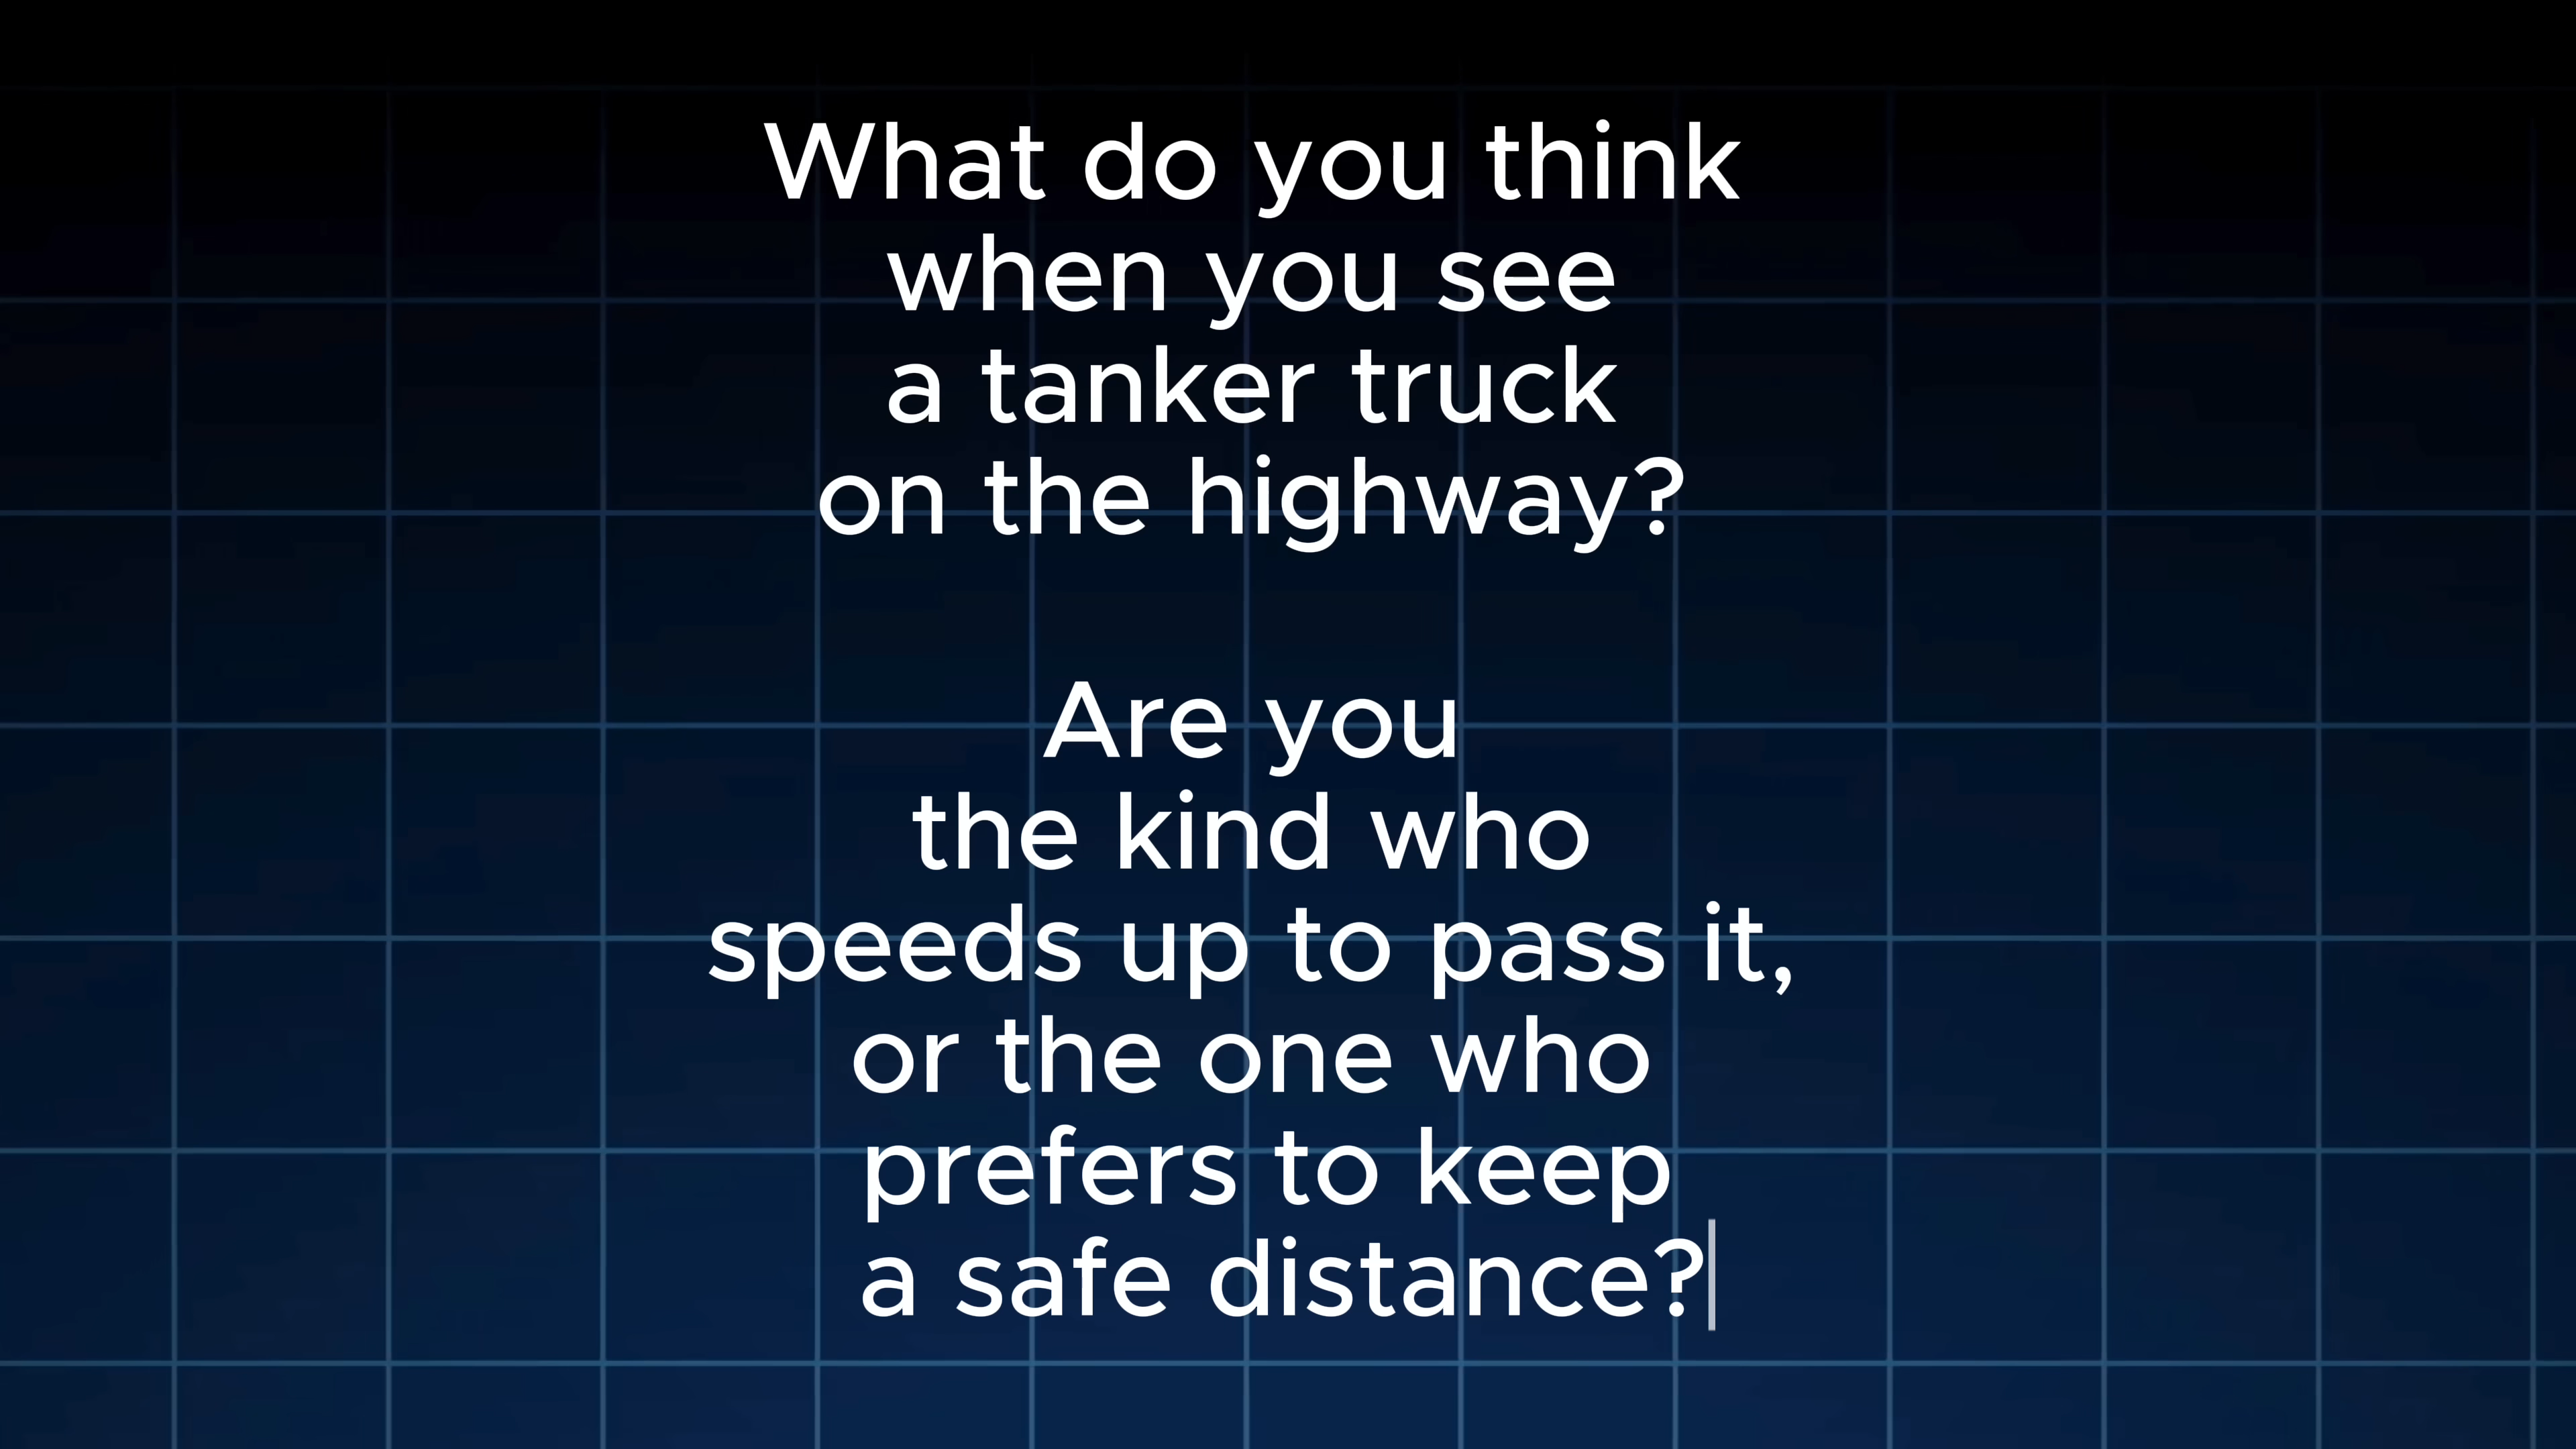 What do you think
when you see
a tanker truck
on the highway?
Are you
the kind who
speeds up to pass it,
or the one who
prefers to keep
a safe distance?